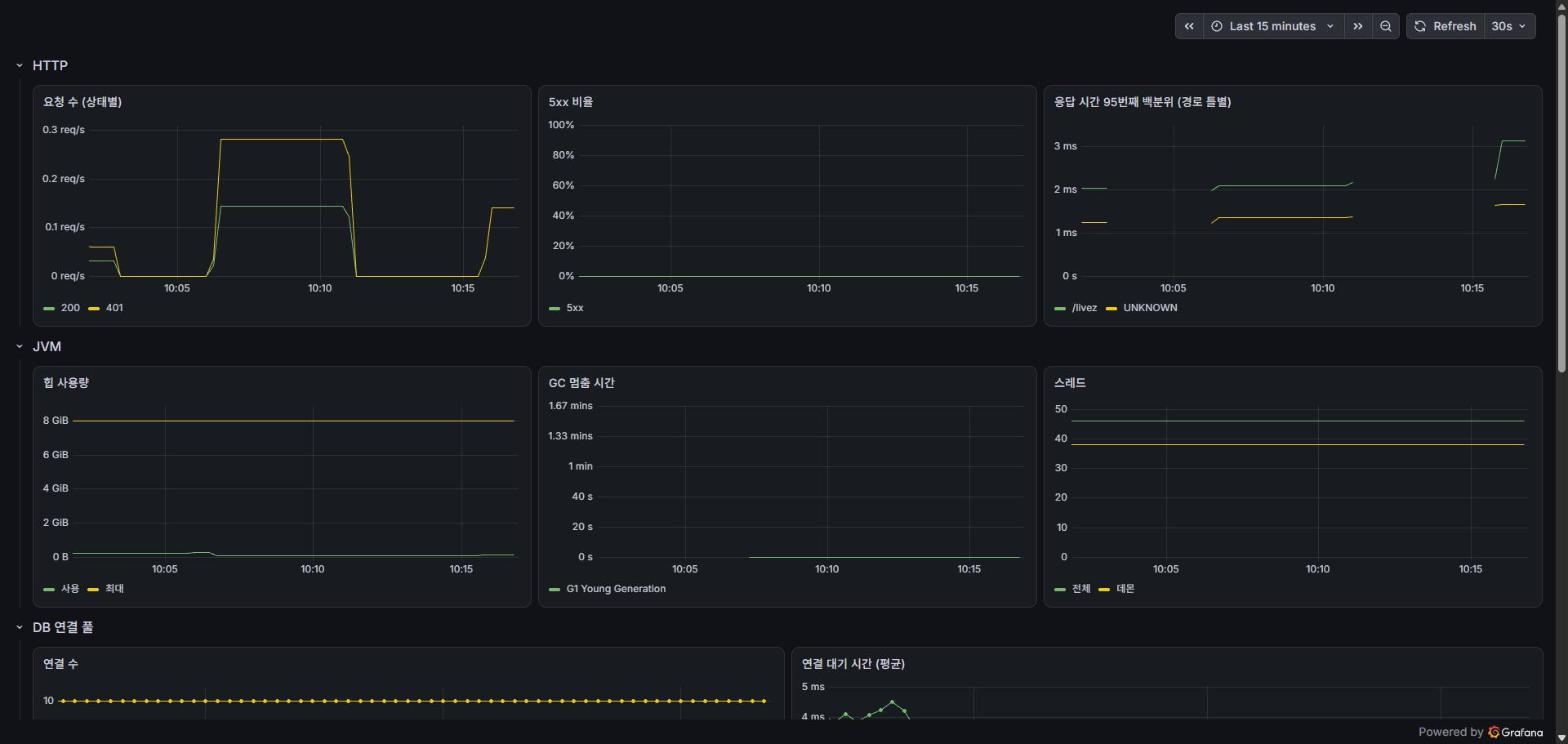 Last 15 minutes
Refresh
30s
HTTP
요청 수 (상태별)
0.3 req/s
0.2 req/s
0.1 req/s
0 req/s
10:05 10:10 10:15
200 401
5xx 비율
100%
80%
60%
40%
20%
0%
10:05 10:10 10:15
5xx
응답 시간 95번째 백분위 (경로 틀별)
3 ms
2 ms
1 ms
0 s
10:05 10:10 10:15
/livez UNKNOWN
JVM
힙 사용량
8 GiB
6 GiB
4 GiB
2 GiB
0 B
10:05 10:10 10:15
사용 최대
GC 멈춤 시간
1.67 mins
1.33 mins
1 min
40 s
20 s
0 s
10:05 10:10 10:15
G1 Young Generation
스레드
50
40
30
20
10
0
10:05 10:10 10:15
전체 데몬
DB 연결 풀
연결 수
10
연결 대기 시간 (평균)
5 ms
4 ms
Powered by Grafana